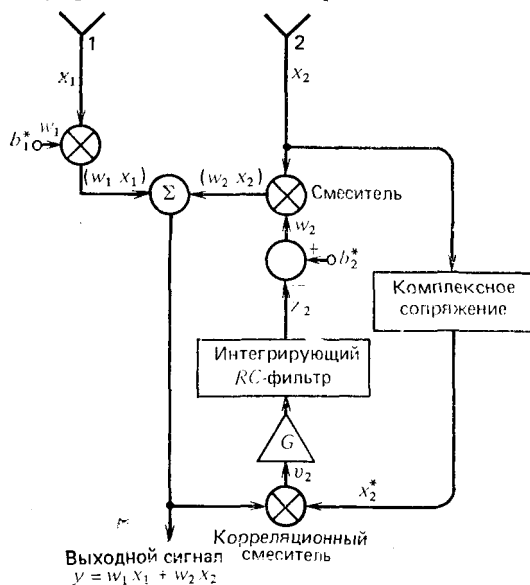 1
2
x₁
x₂
b₁* w₁
(w₁ x₁)
Σ
(w₂ x₂)
Смеситель
w₂
+ b₂*
−
z₂
Комплексное
сопряжение
Интегрирующий
RC-фильтр
G
v₂
x₂*
Корреляционный
смеситель
Выходной сигнал
y = w₁ x₁ + w₂ x₂